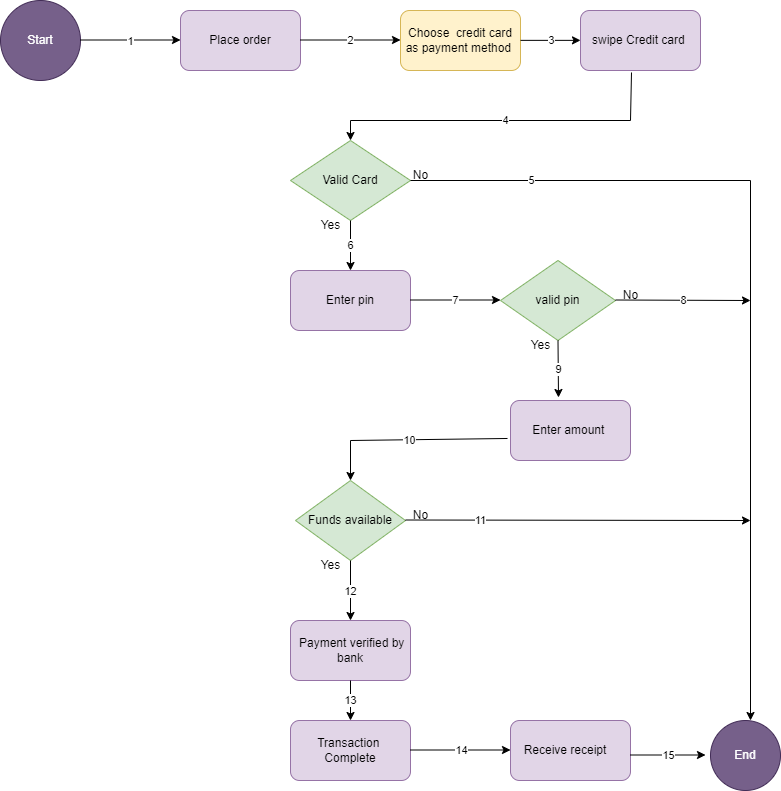 Start
1
Place order
2
Choose credit card
as payment method
3
swipe Credit card
4
Valid Card
No
5
Yes
6
Enter pin
7
valid pin
No
8
Yes
9
Enter amount
10
Funds available
No
11
Yes
12
Payment verified by
bank
13
Transaction
Complete
14
Receive receipt
15
End